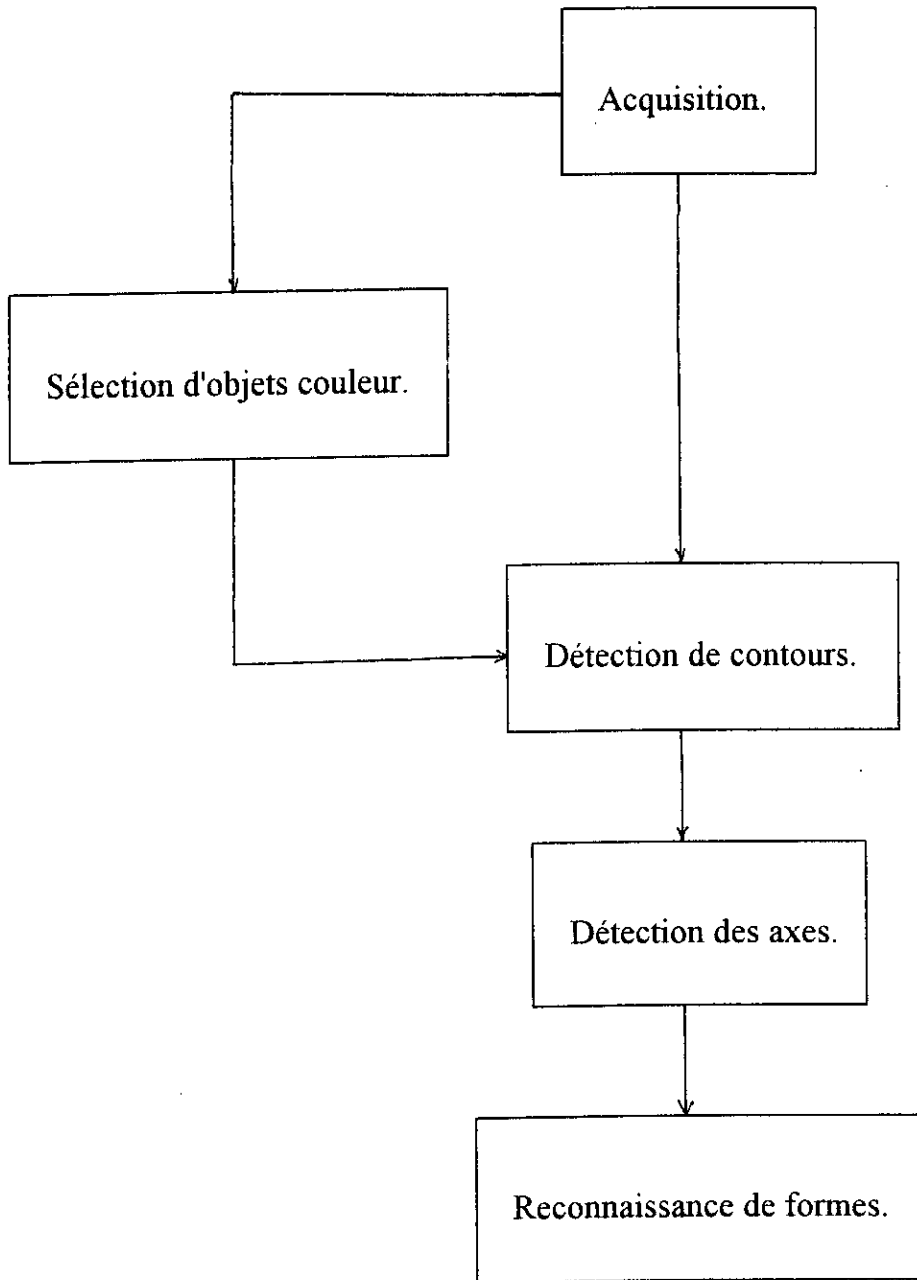 Acquisition.
Sélection d'objets couleur.
Détection de contours.
Détection des axes.
Reconnaissance de formes.